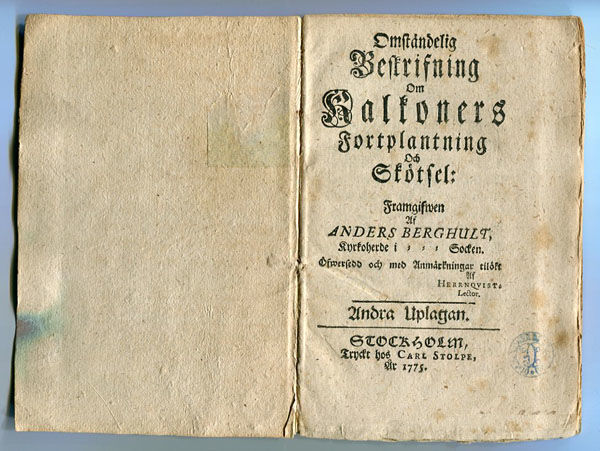 Omständelig
Beskrifning
Om
Kalkoners
Fortplantning
Och
Skötsel:
Framgifwen
Af
ANDERS BERGHULT,
Kyrkoherde i , , , Socken.
Öfwersedd och med Anmärkningar tilökt
Af
HERRNQVIST,
Lector.
Andra Uplagan.
STOCKHOLM,
Tryckt hos CARL STOLPE,
År 1775.